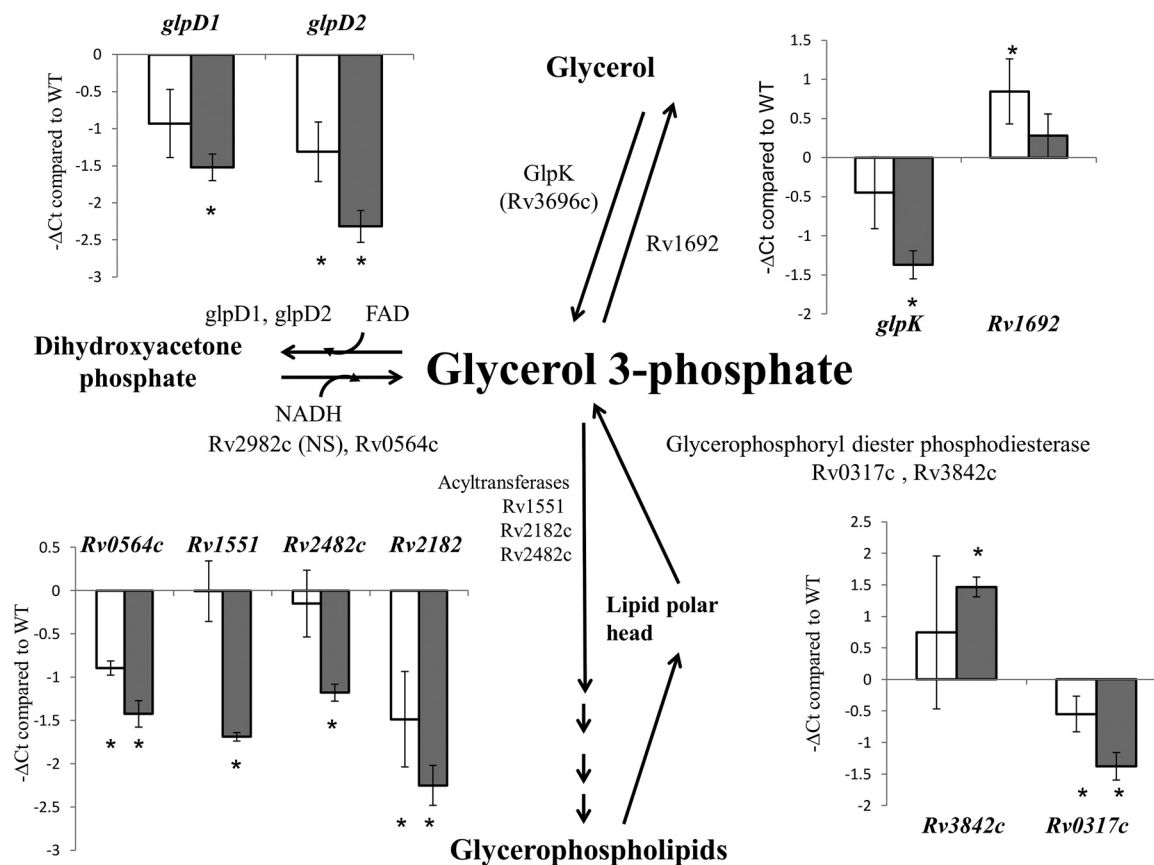 glpD1 glpD2
-ΔCt compared to WT
0
-0.5
-1
-1.5
-2
-2.5
-3
*
* *
Glycerol
GlpK
(Rv3696c)
Rv1692
-ΔCt compared to WT
1.5
1
0.5
0
-0.5
-1
-1.5
-2
*
*
glpK Rv1692
glpD1, glpD2 FAD
Dihydroxyacetone
phosphate
Glycerol 3-phosphate
NADH
Rv2982c (NS), Rv0564c
Glycerophosphoryl diester phosphodiesterase
Rv0317c , Rv3842c
Acyltransferases
Rv1551
Rv2182c
Rv2482c
Lipid polar
head
Glycerophospholipids
Rv0564c Rv1551 Rv2482c Rv2182
-ΔCt compared to WT
0.5
0
-0.5
-1
-1.5
-2
-2.5
-3
* *
*
*
* *
-ΔCt compared to WT
2.5
2
1.5
1
0.5
0
-0.5
-1
-1.5
-2
*
* *
Rv3842c Rv0317c